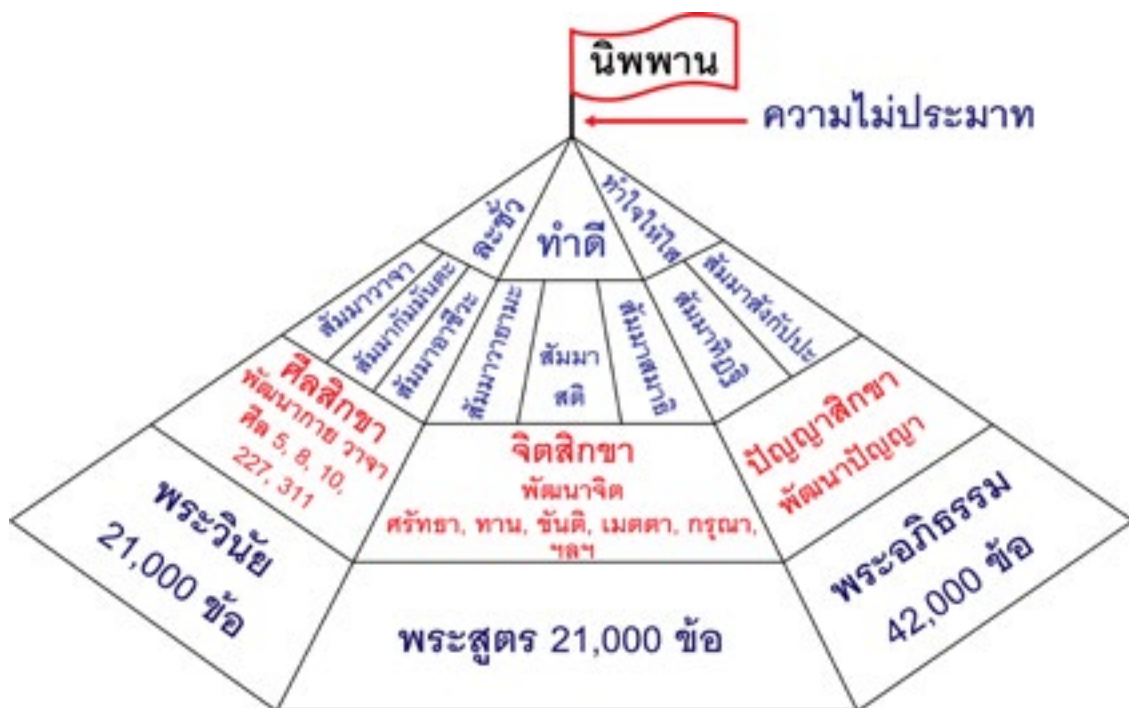 นิพพาน
ความไม่ประมาท
ละชั่ว
ทำดี
ทำใจให้ใส
สัมมาวาจา
สัมมากัมมันตะ
สัมมาอาชีวะ
สัมมาวายามะ
สัมมา
สติ
สัมมาสมาธิ
สัมมาทิฏฐิ
สัมมาสังกัปปะ
ศีลสิกขา
พัฒนากาย วาจา
ศีล 5, 8, 10,
227, 311
จิตสิกขา
พัฒนาจิต
ศรัทธา, ทาน, ขันติ, เมตตา, กรุณา,
ฯลฯ
ปัญญาสิกขา
พัฒนาปัญญา
พระวินัย
21,000 ข้อ
พระสูตร 21,000 ข้อ
พระอภิธรรม
42,000 ข้อ